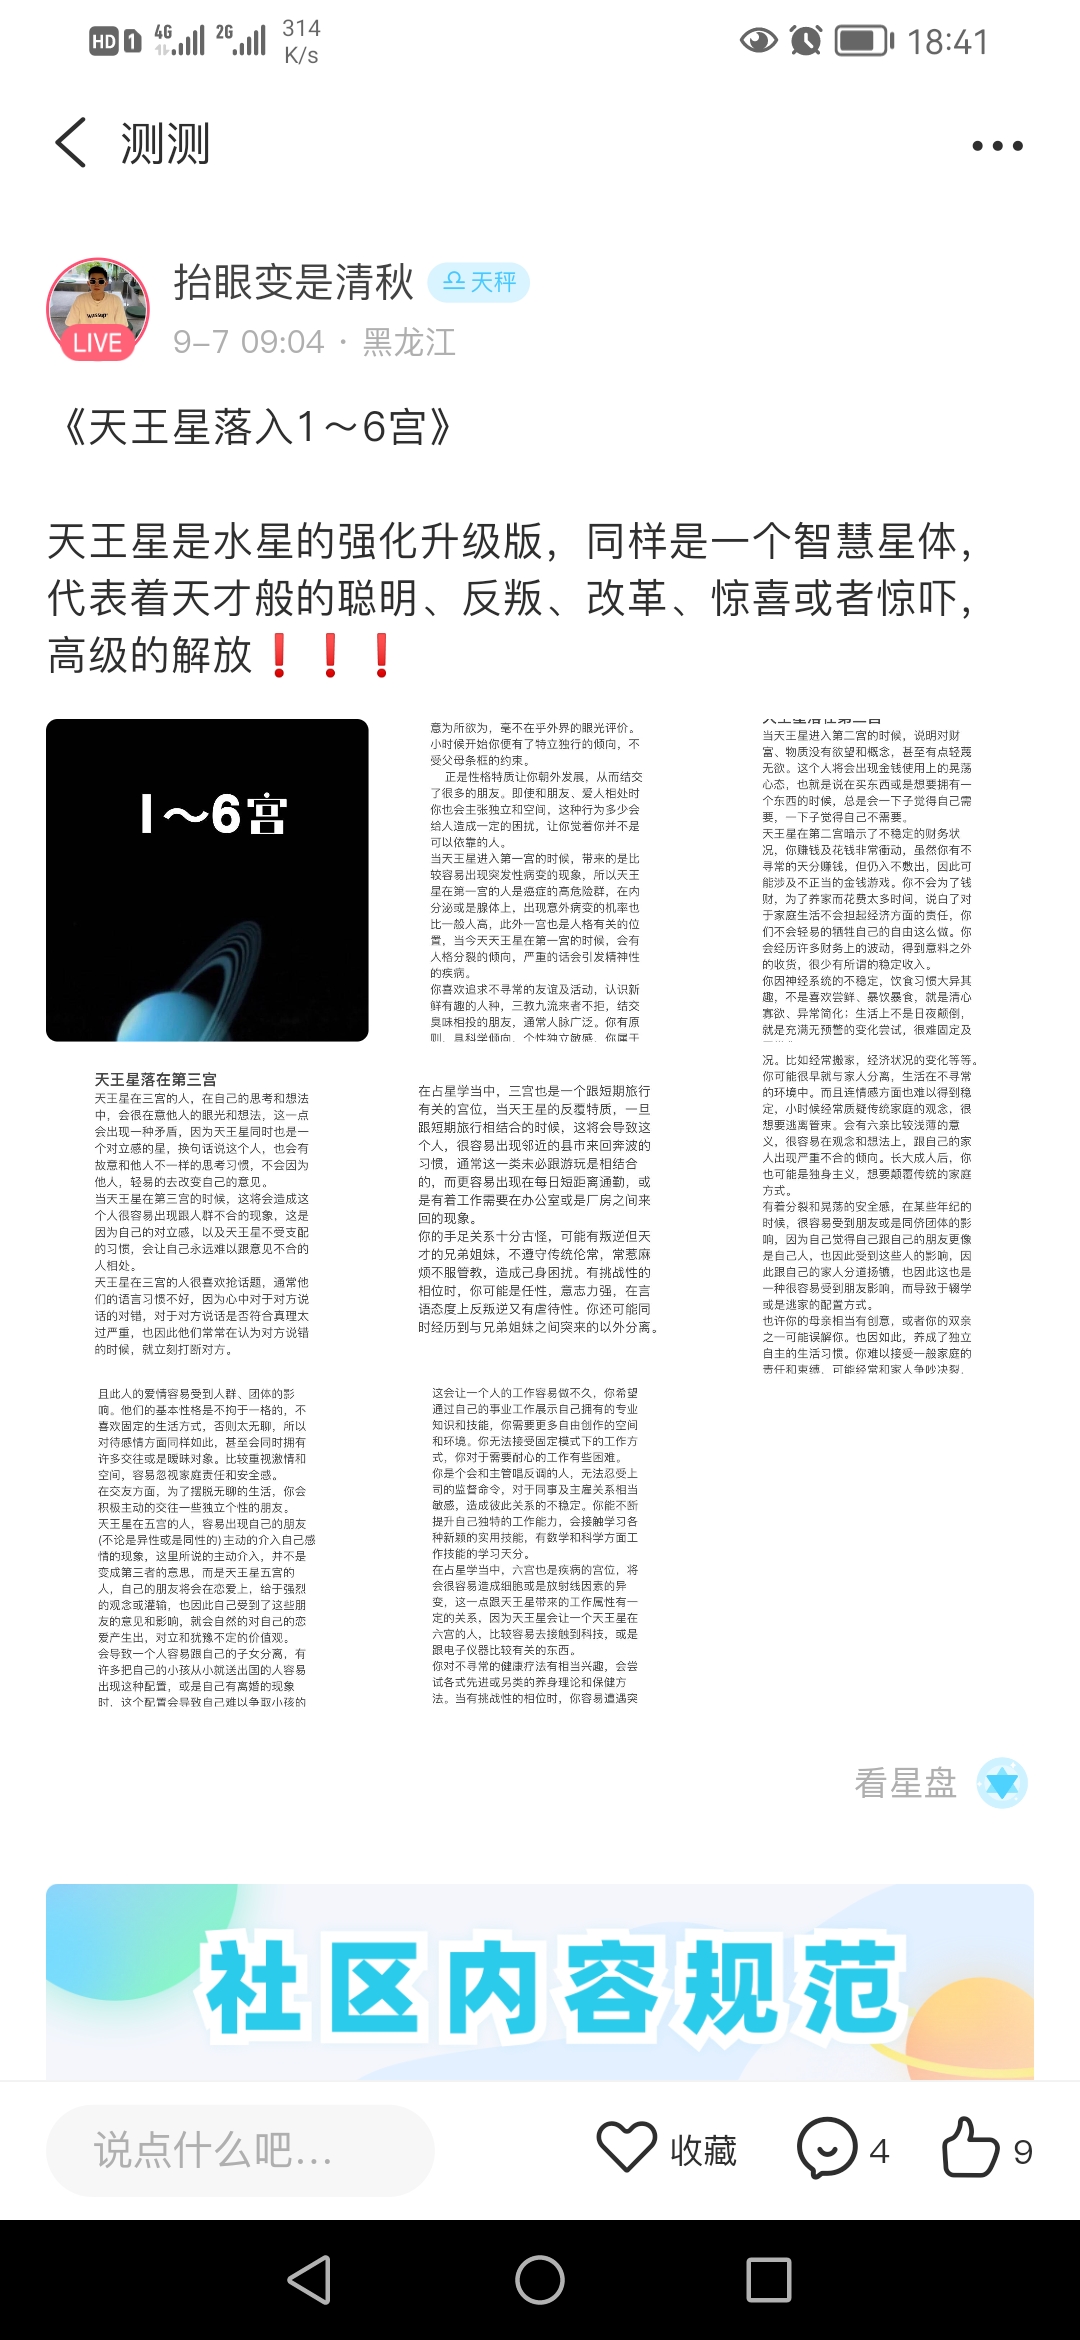 HD 1 4G 2G 314 K/s 18:41
测测
抬眼变是清秋 天秤
LIVE
9-7 09:04 · 黑龙江
《天王星落入1～6宫》
天王星是水星的强化升级版，同样是一个智慧星体，
代表着天才般的聪明、反叛、改革、惊喜或者惊吓，
高级的解放❗❗❗
1～6宫
意为所欲为，毫不在乎外界的眼光评价。
小时候开始你便有了特立独行的倾向，不
受父母条框的约束。
正是性格特质让你朝外发展，从而结交
了很多的朋友。即使和朋友、爱人相处时
你也会主张独立和空间，这种行为多少会
给人造成一定的困扰，让你觉着你并不是
可以依靠的人。
当天王星进入第一宫的时候，带来的是比
较容易出现突发性病变的现象，所以天王
星在第一宫的人是癌症的高危险群，在内
分泌或是腺体上，出现意外病变的机率也
比一般人高，此外一宫也是人格有关的位
置，当今天天王星在第一宫的时候，会有
人格分裂的倾向，严重的话会引发精神性
的疾病。
你喜欢追求不寻常的友谊及活动，认识新
鲜有趣的人种，三教九流来者不拒，结交
臭味相投的朋友，通常人脉广泛。你有原
则，具科学倾向，个性独立敏感，你属于
天王星落在第二宫
当天王星进入第二宫的时候，说明对财
富、物质没有欲望和概念，甚至有点轻蔑
无欲。这个人将会出现金钱使用上的晃荡
心态，也就是说在买东西或是想要拥有一
个东西的时候，总是会一下子觉得自己需
要，一下子觉得自己不需要。
天王星在第二宫暗示了不稳定的财务状
况，你赚钱及花钱非常衝动，虽然你有不
寻常的天分赚钱，但仍入不敷出，因此可
能涉及不正当的金钱游戏。你不会为了钱
财，为了养家而花费太多时间，说白了对
于家庭生活不会担起经济方面的责任，你
们不会轻易的牺牲自己的自由这么做。你
会经历许多财务上的波动，得到意料之外
的收货，很少有所谓的稳定收入。
你因神经系统的不稳定，饮食习惯大异其
趣，不是喜欢尝鲜、暴饮暴食，就是清心
寡欲、异常简化；生活上不是日夜颠倒，
就是充满无预警的变化尝试，很难固定及
天王星落在第三宫
天王星在三宫的人，在自己的思考和想法
中，会很在意他人的眼光和想法，这一点
会出现一种矛盾，因为天王星同时也是一
个对立感的星，换句话说这个人，也会有
故意和他人不一样的思考习惯，不会因为
他人，轻易的去改变自己的意见。
当天王星在第三宫的时候，这将会造成这
个人很容易出现跟人群不合的现象，这是
因为自己的对立感，以及天王星不受支配
的习惯，会让自己永远难以跟意见不合的
人相处。
天王星在三宫的人很喜欢抢话题，通常他
们的语言习惯不好，因为心中对于对方说
话的对错，对于对方说话是否符合真理太
过严重，也因此他们常常在认为对方说错
的时候，就立刻打断对方。
在占星学当中，三宫也是一个跟短期旅行
有关的宫位，当天王星的反覆特质，一旦
跟短期旅行相结合的时候，这将会导致这
个人，很容易出现邻近的县市来回奔波的
习惯，通常这一类未必跟游玩是相结合
的，而更容易出现在每日短距离通勤，或
是有着工作需要在办公室或是厂房之间来
回的现象。
你的手足关系十分古怪，可能有叛逆但天
才的兄弟姐妹，不遵守传统伦常，常惹麻
烦不服管教，造成己身困扰。有挑战性的
相位时，你可能是任性，意志力强，在言
语态度上反叛逆又有虐待性。你还可能同
时经历到与兄弟姐妹之间突来的以外分离。
况。比如经常搬家，经济状况的变化等等。
你可能很早就与家人分离，生活在不寻常
的环境中。而且连情感方面也难以得到稳
定，小时候经常质疑传统家庭的观念，很
想要逃离管束。会有六亲比较浅薄的意
义，很容易在观念和想法上，跟自己的家
人出现严重不合的倾向。长大成人后，你
也可能是独身主义，想要颠覆传统的家庭
方式。
有着分裂和晃荡的安全感，在某些年纪的
时候，很容易受到朋友或是同侪团体的影
响，因为自己觉得自己跟自己的朋友更像
是自己人，也因此受到这些人的影响，因
此跟自己的家人分道扬镳，也因此这也是
一种很容易受到朋友影响，而导致于辍学
或是逃家的配置方式。
也许你的母亲相当有创意，或者你的双亲
之一可能误解你。也因如此，养成了独立
自主的生活习惯。你难以接受一般家庭的
责任和束缚，可能经常和家人争吵决裂，
且此人的爱情容易受到人群、团体的影
响。他们的基本性格是不拘于一格的，不
喜欢固定的生活方式，否则太无聊，所以
对待感情方面同样如此，甚至会同时拥有
许多交往或是暧昧对象。比较重视激情和
空间，容易忽视家庭责任和安全感。
在交友方面，为了摆脱无聊的生活，你会
积极主动的交往一些独立个性的朋友。
天王星在五宫的人，容易出现自己的朋友
(不论是异性或是同性的)主动的介入自己感
情的现象，这里所说的主动介入，并不是
变成第三者的意思，而是天王星五宫的
人，自己的朋友将会在恋爱上，给于强烈
的观念或灌输，也因此自己受到了这些朋
友的意见和影响，就会自然的对自己的恋
爱产生出，对立和犹豫不定的价值观。
会导致一个人容易跟自己的子女分离，有
许多把自己的小孩从小就送出国的人容易
出现这种配置，或是自己有离婚的现象
时，这个配置会导致自己难以争取小孩的
这会让一个人的工作容易做不久，你希望
通过自己的事业工作展示自己拥有的专业
知识和技能，你需要更多自由创作的空间
和环境。你无法接受固定模式下的工作方
式，你对于需要耐心的工作有些困难。
你是个会和主管唱反调的人，无法忍受上
司的监督命令，对于同事及主雇关系相当
敏感，造成彼此关系的不稳定。你能不断
提升自己独特的工作能力，会接触学习各
种新颖的实用技能，有数学和科学方面工
作技能的学习天分。
在占星学当中，六宫也是疾病的宫位，将
会很容易造成细胞或是放射线因素的异
变，这一点跟天王星带来的工作属性有一
定的关系，因为天王星会让一个天王星在
六宫的人，比较容易去接触到科技，或是
跟电子仪器比较有关的东西。
你对不寻常的健康疗法有相当兴趣，会尝
试各式先进或另类的养身理论和保健方
法。当有挑战性的相位时，你容易遭遇突
看星盘
社区内容规范
说点什么吧... 收藏 4 9